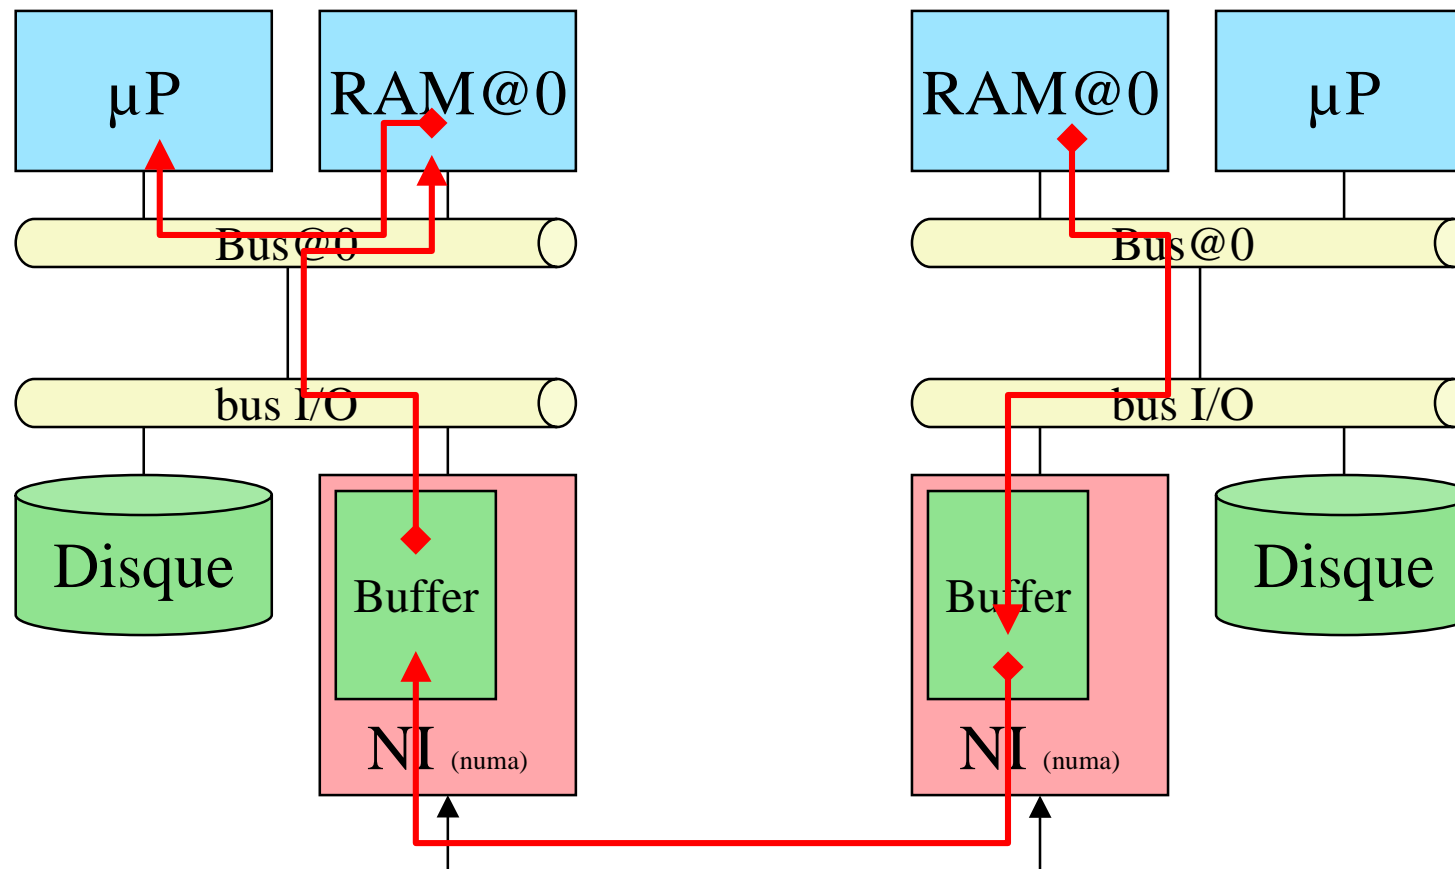 µP
RAM@0
RAM@0
µP
Bus@0
Bus@0
bus I/O
bus I/O
Disque
Buffer
Buffer
Disque
NI (numa)
NI (numa)